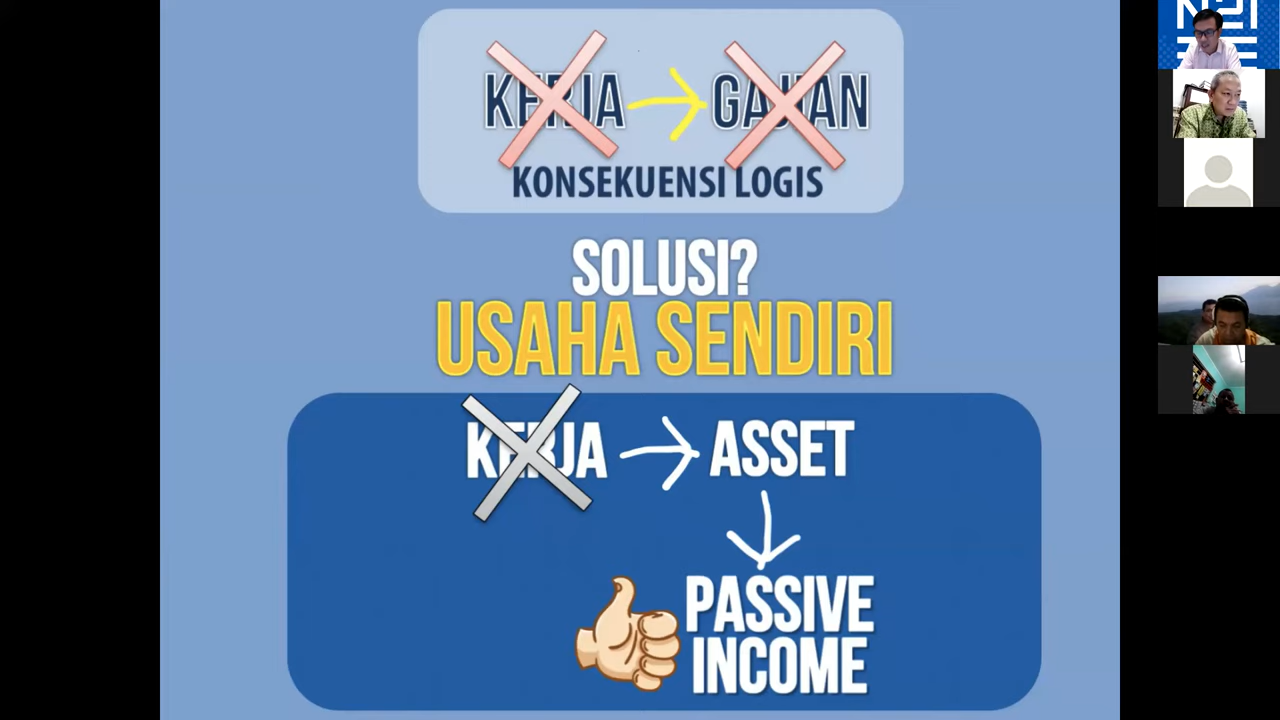 KERJA → GAJIAN
KONSEKUENSI LOGIS
SOLUSI?
USAHA SENDIRI
KERJA → ASSET
PASSIVE
INCOME